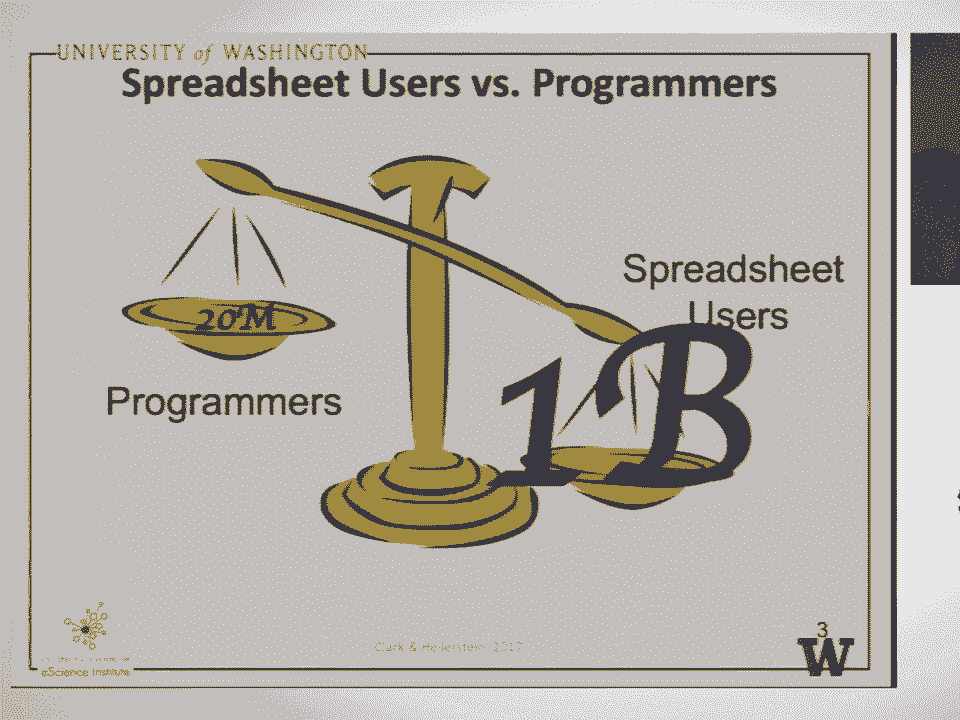 UNIVERSITY of WASHINGTON
Spreadsheet Users vs. Programmers
Spreadsheet
Users
20M
Programmers
1B
3
Clark & Hellerstein, 2017
W
eScience Institute